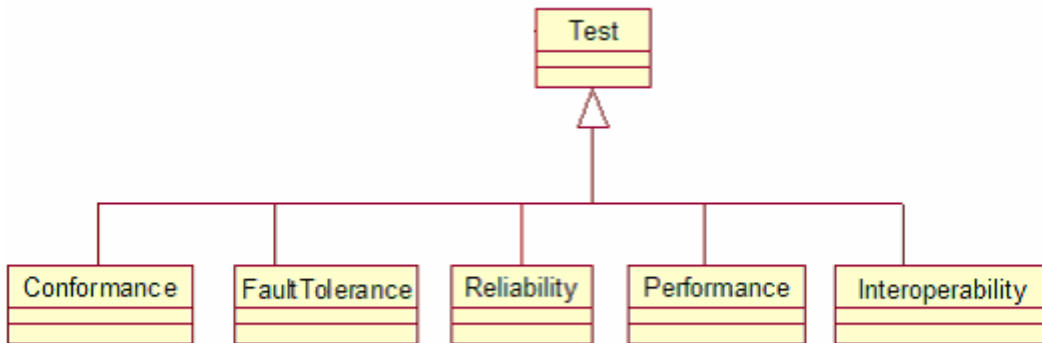 Test
Conformance
FaultTolerance
Reliability
Performance
Interoperability